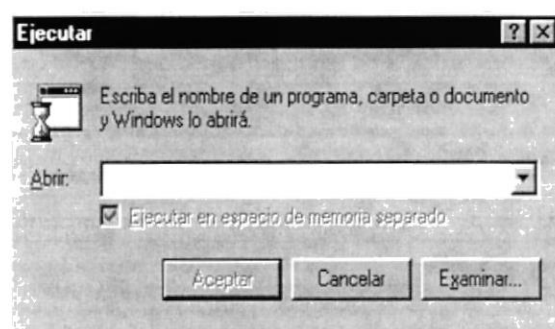 Ejecutar
Escriba el nombre de un programa, carpeta o documento
y Windows lo abrirá.
Abrir:
Ejecutar en espacio de memoria separado
Aceptar Cancelar Examinar...